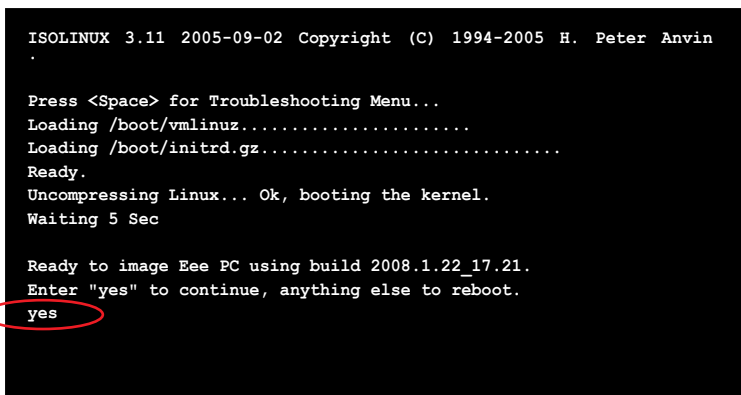 ISOLINUX 3.11 2005-09-02 Copyright (C) 1994-2005 H. Peter Anvin
.
Press <Space> for Troubleshooting Menu...
Loading /boot/vmlinuz.......................
Loading /boot/initrd.gz..............................
Ready.
Uncompressing Linux... Ok, booting the kernel.
Waiting 5 Sec
Ready to image Eee PC using build 2008.1.22_17.21.
Enter "yes" to continue, anything else to reboot.
yes